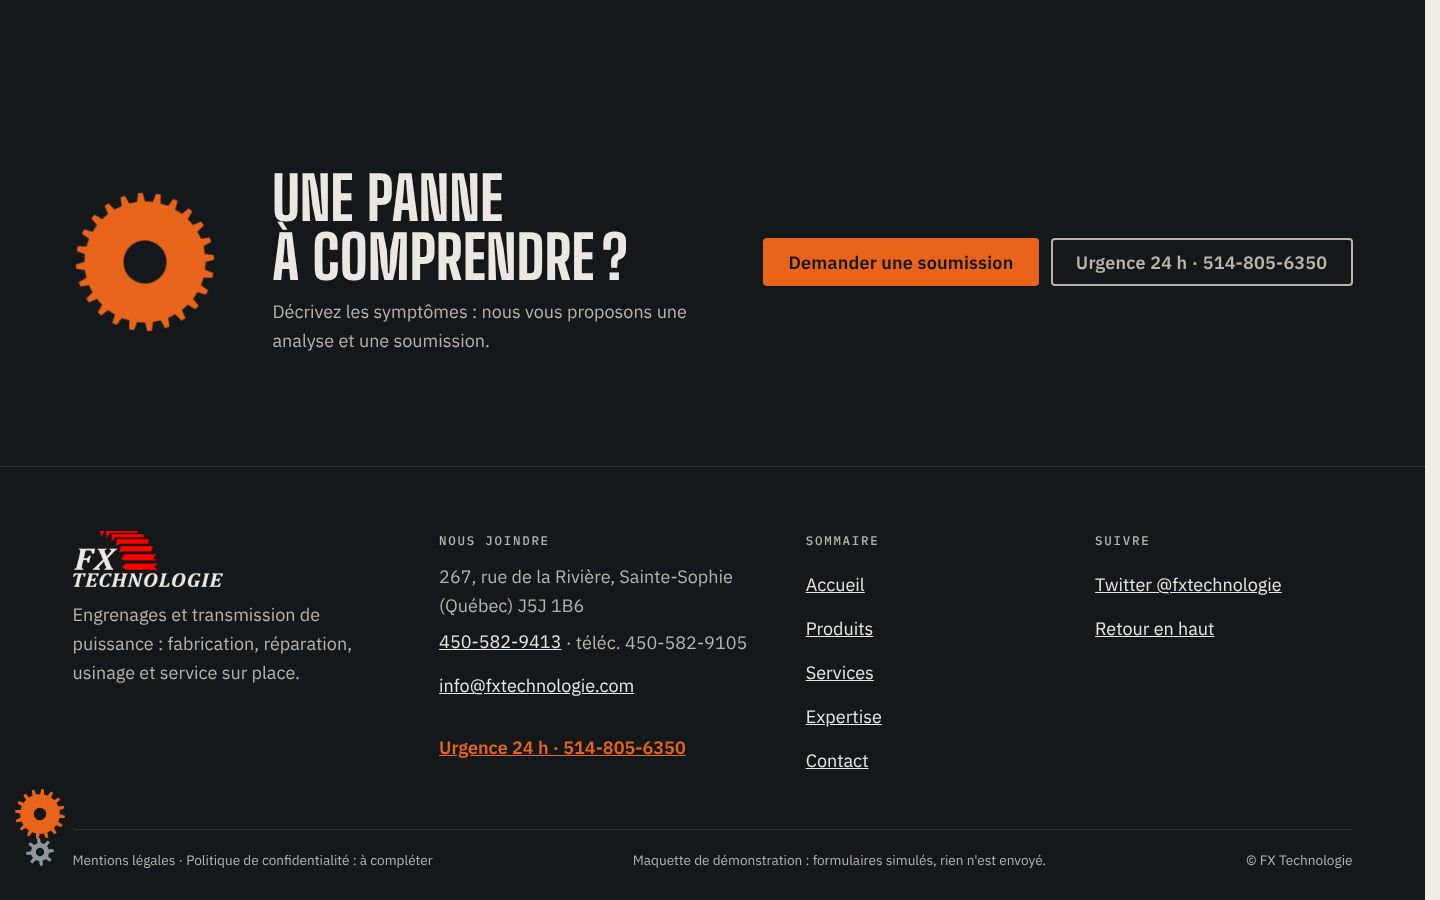 UNE PANNE
À COMPRENDRE ?
Décrivez les symptômes : nous vous proposons une
analyse et une soumission.
Demander une soumission
Urgence 24 h · 514-805-6350
FX
TECHNOLOGIE
Engrenages et transmission de
puissance : fabrication, réparation,
usinage et service sur place.
NOUS JOINDRE
267, rue de la Rivière, Sainte-Sophie
(Québec) J5J 1B6
450-582-9413 · téléc. 450-582-9105
info@fxtechnologie.com
Urgence 24 h · 514-805-6350
SOMMAIRE
Accueil
Produits
Services
Expertise
Contact
SUIVRE
Twitter @fxtechnologie
Retour en haut
Mentions légales · Politique de confidentialité : à compléter
Maquette de démonstration : formulaires simulés, rien n'est envoyé.
© FX Technologie